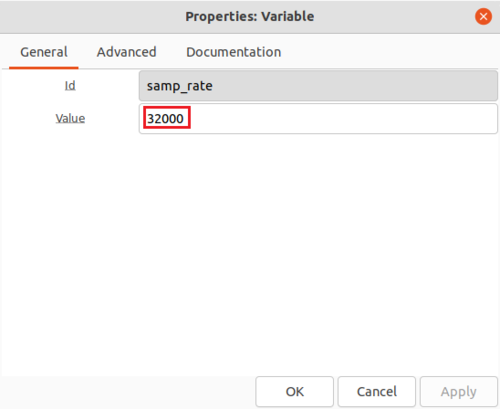 Properties: Variable
General Advanced Documentation
Id samp_rate
Value 32000
OK Cancel Apply